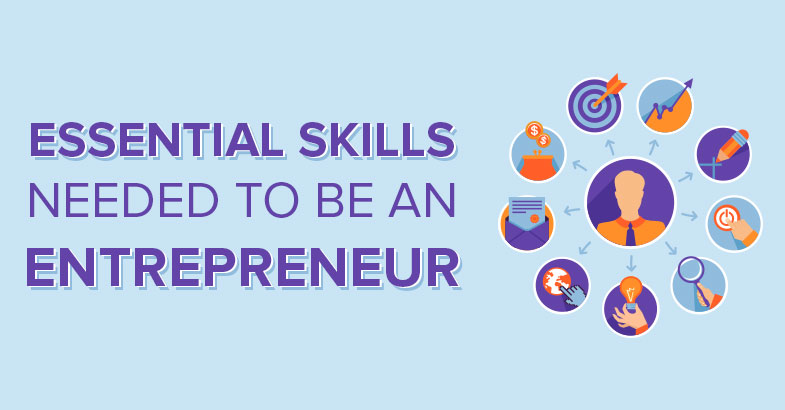 ESSENTIAL SKILLS
NEEDED TO BE AN
ENTREPRENEUR
$
$